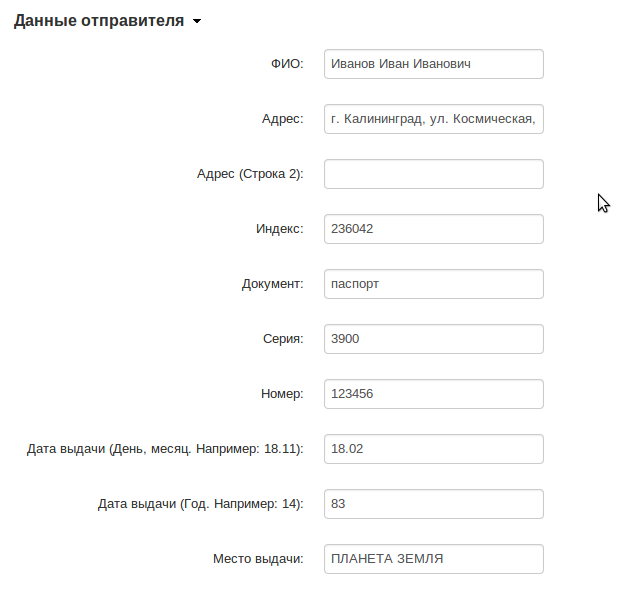 Данные отправителя
ФИО: Иванов Иван Иванович
Адрес: г. Калининград, ул. Космическая,
Адрес (Строка 2):
Индекс: 236042
Документ: паспорт
Серия: 3900
Номер: 123456
Дата выдачи (День, месяц. Например: 18.11): 18.02
Дата выдачи (Год. Например: 14): 83
Место выдачи: ПЛАНЕТА ЗЕМЛЯ